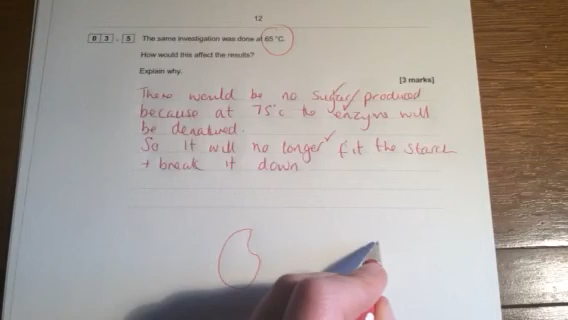 12
03.5 The same investigation was done at 65 °C.
How would this affect the results?
Explain why.
[3 marks]
There would be no sugar produced
because at 75°c the enzyme will
be denatured.
So it will no longer fit the starch
+ break it down